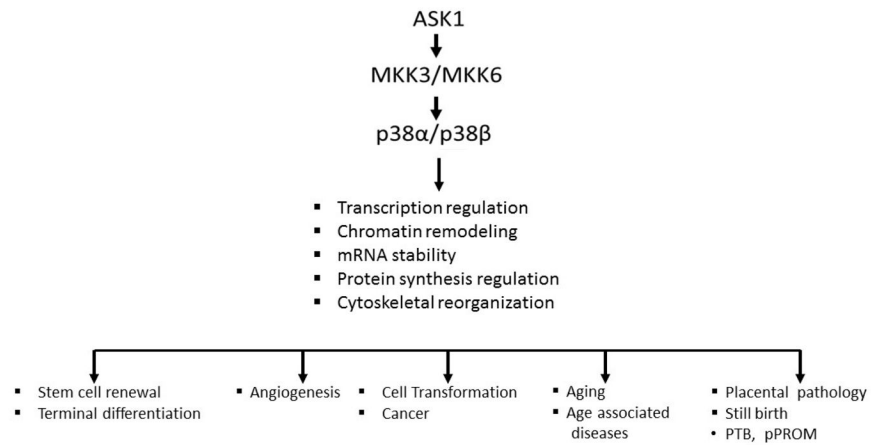 ASK1
MKK3/MKK6
p38α/p38β
▪ Transcription regulation
▪ Chromatin remodeling
▪ mRNA stability
▪ Protein synthesis regulation
▪ Cytoskeletal reorganization
▪ Stem cell renewal
▪ Terminal differentiation
▪ Angiogenesis
▪ Cell Transformation
▪ Cancer
▪ Aging
▪ Age associated
diseases
▪ Placental pathology
▪ Still birth
• PTB, pPROM